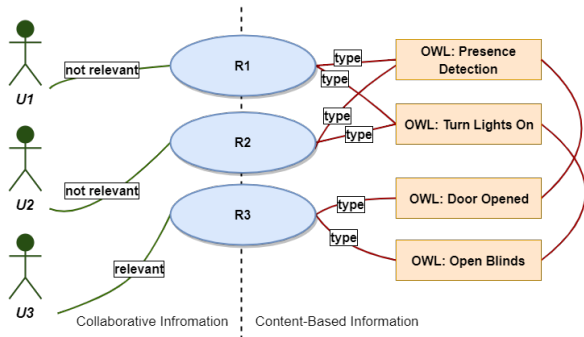 type
R1
OWL: Presence
Detection
not relevant
type
U1
type
OWL: Turn Lights On
R2
type
not relevant
U2
type
OWL: Door Opened
R3
type
OWL: Open Blinds
relevant
U3
Collaborative Infromation
Content-Based Information